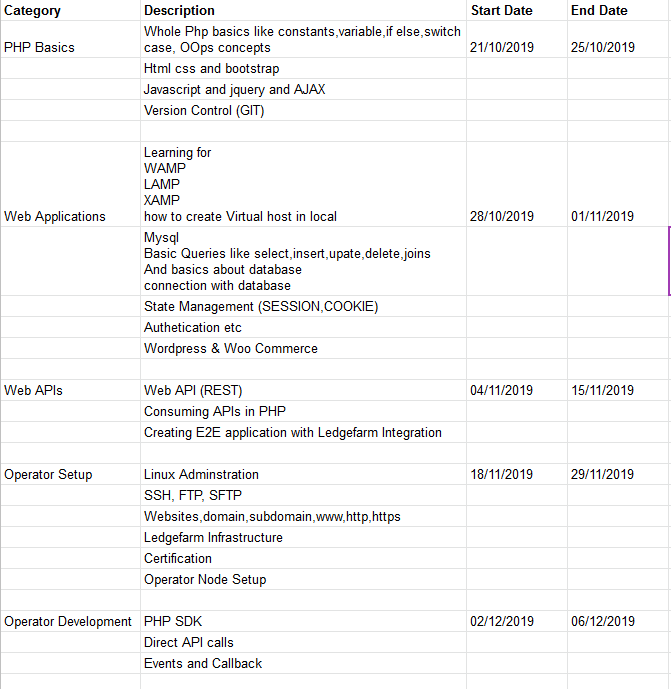 Category Description Start Date End Date
Whole Php basics like constants,variable,if else,switch
PHP Basics case, OOps concepts 21/10/2019 25/10/2019
Html css and bootstrap
Javascript and jquery and AJAX
Version Control (GIT)
Learning for
WAMP
LAMP
XAMP
Web Applications how to create Virtual host in local 28/10/2019 01/11/2019
Mysql
Basic Queries like select,insert,upate,delete,joins
And basics about database
connection with database
State Management (SESSION,COOKIE)
Authetication etc
Wordpress & Woo Commerce
Web APIs Web API (REST) 04/11/2019 15/11/2019
Consuming APIs in PHP
Creating E2E application with Ledgefarm Integration
Operator Setup Linux Adminstration 18/11/2019 29/11/2019
SSH, FTP, SFTP
Websites,domain,subdomain,www,http,https
Ledgefarm Infrastructure
Certification
Operator Node Setup
Operator Development PHP SDK 02/12/2019 06/12/2019
Direct API calls
Events and Callback